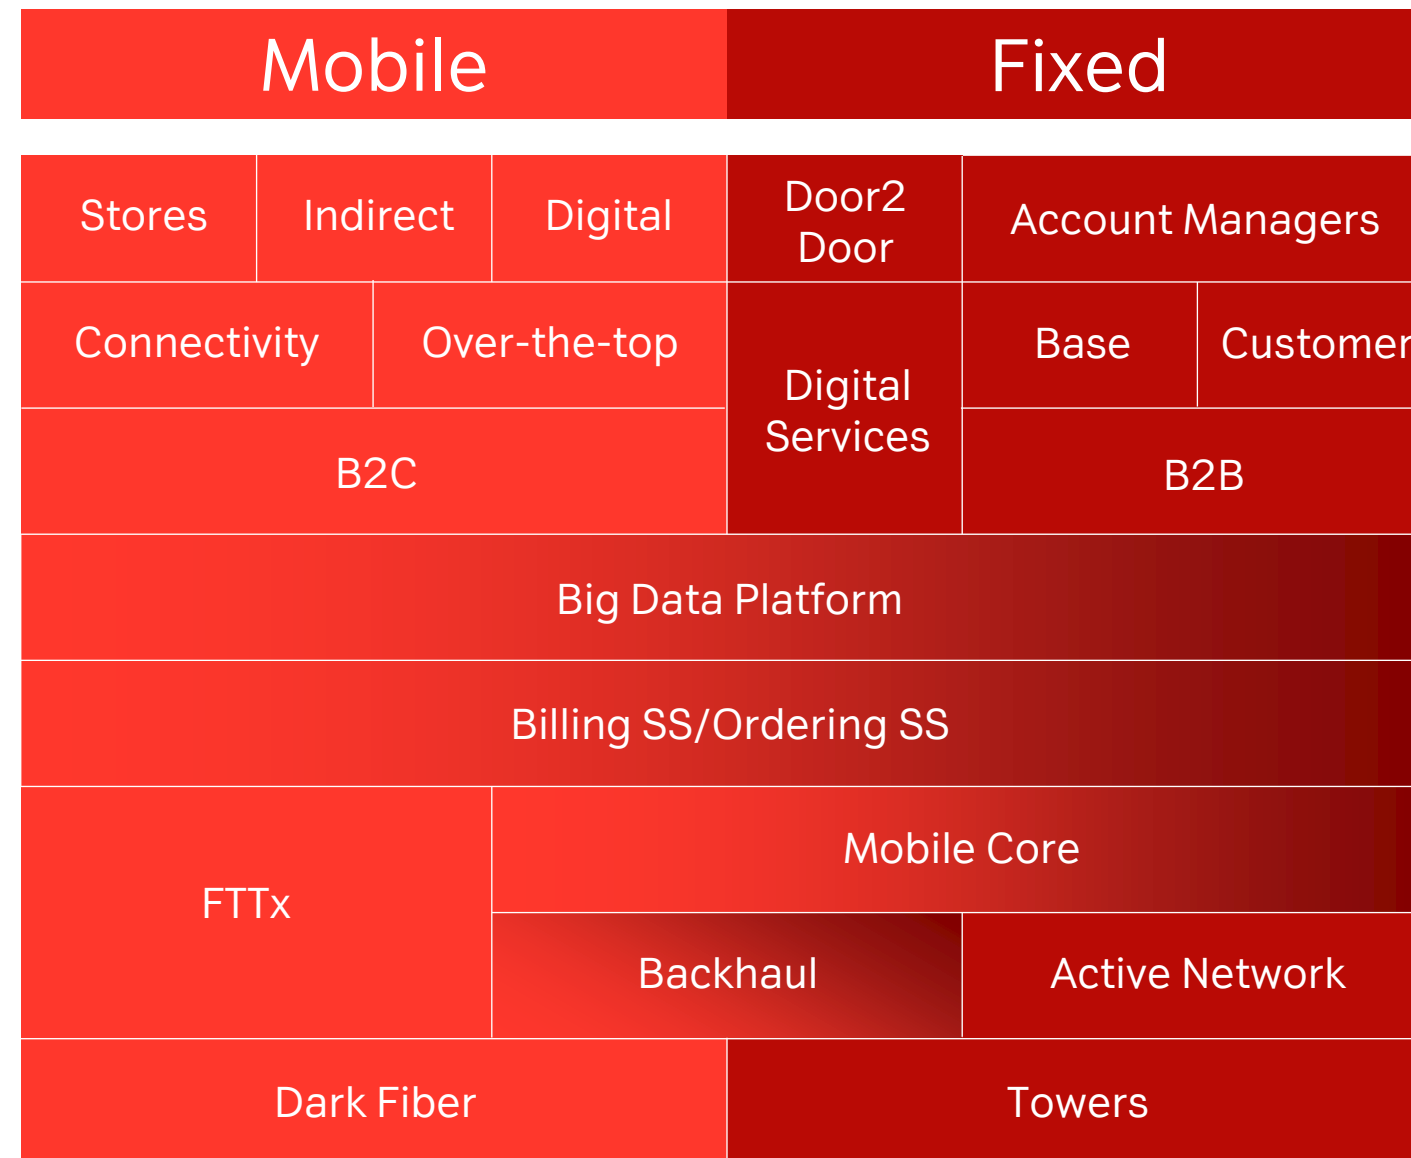 Mobile
Fixed
Stores
Indirect
Digital
Door2
Door
Account Managers
Connectivity
Over-the-top
Digital
Services
Base
Customer
B2C
B2B
Big Data Platform
Billing SS/Ordering SS
FTTx
Mobile Core
Backhaul
Active Network
Dark Fiber
Towers